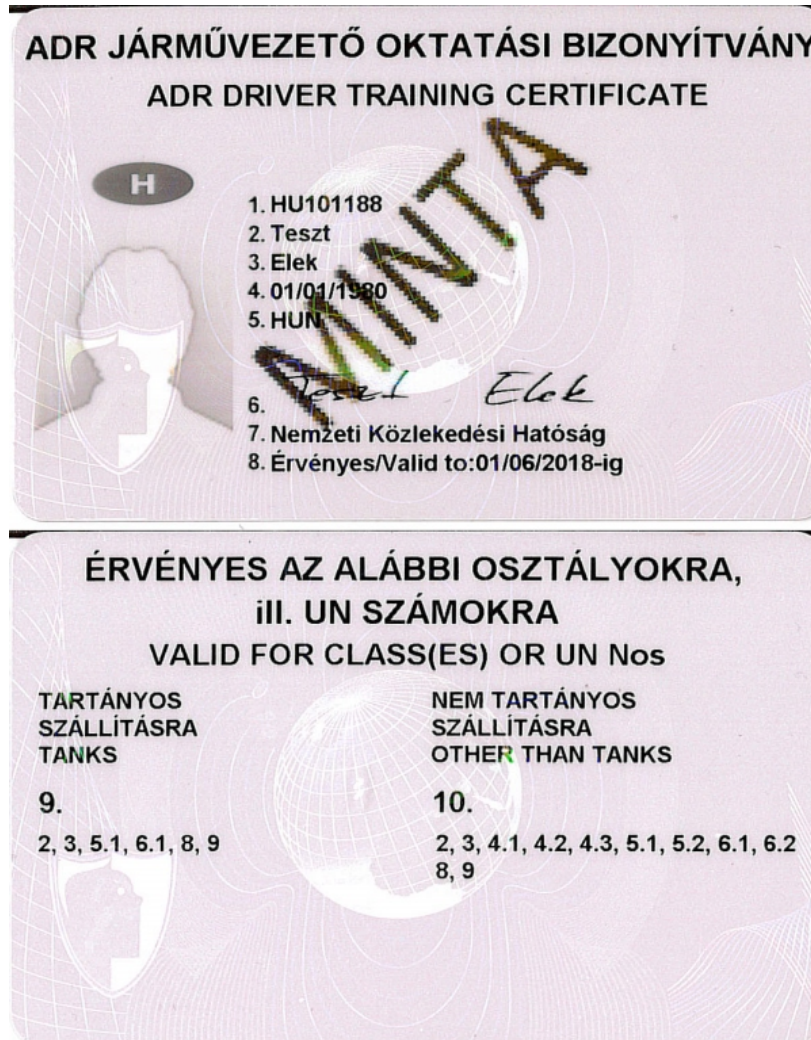 ADR JÁRMŰVEZETŐ OKTATÁSI BIZONYÍTVÁNY
ADR DRIVER TRAINING CERTIFICATE
H
1. HU101188
2. Teszt
3. Elek
4. 01/01/1980
5. HUN
MINTA
6. Teszt Elek
7. Nemzeti Közlekedési Hatóság
8. Érvényes/Valid to:01/06/2018-ig
ÉRVÉNYES AZ ALÁBBI OSZTÁLYOKRA,
ill. UN SZÁMOKRA
VALID FOR CLASS(ES) OR UN Nos
TARTÁNYOS
SZÁLLÍTÁSRA
TANKS
9.
2, 3, 5.1, 6.1, 8, 9
NEM TARTÁNYOS
SZÁLLÍTÁSRA
OTHER THAN TANKS
10.
2, 3, 4.1, 4.2, 4.3, 5.1, 5.2, 6.1, 6.2
8, 9